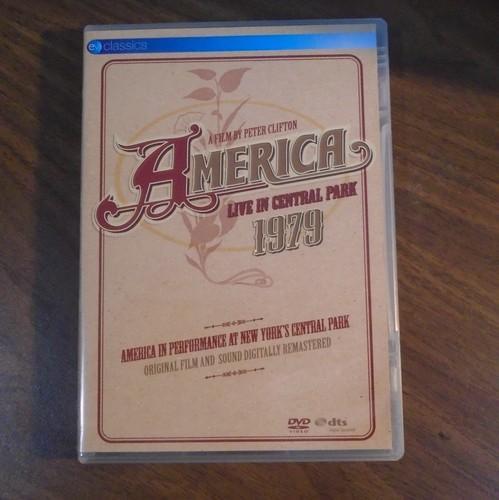 ev classics
A FILM BY PETER CLIFTON
AMERICA
LIVE IN CENTRAL PARK
1979
AMERICA IN PERFORMANCE AT NEW YORK'S CENTRAL PARK
ORIGINAL FILM AND SOUND DIGITALLY REMASTERED
DVD dts
VIDEO